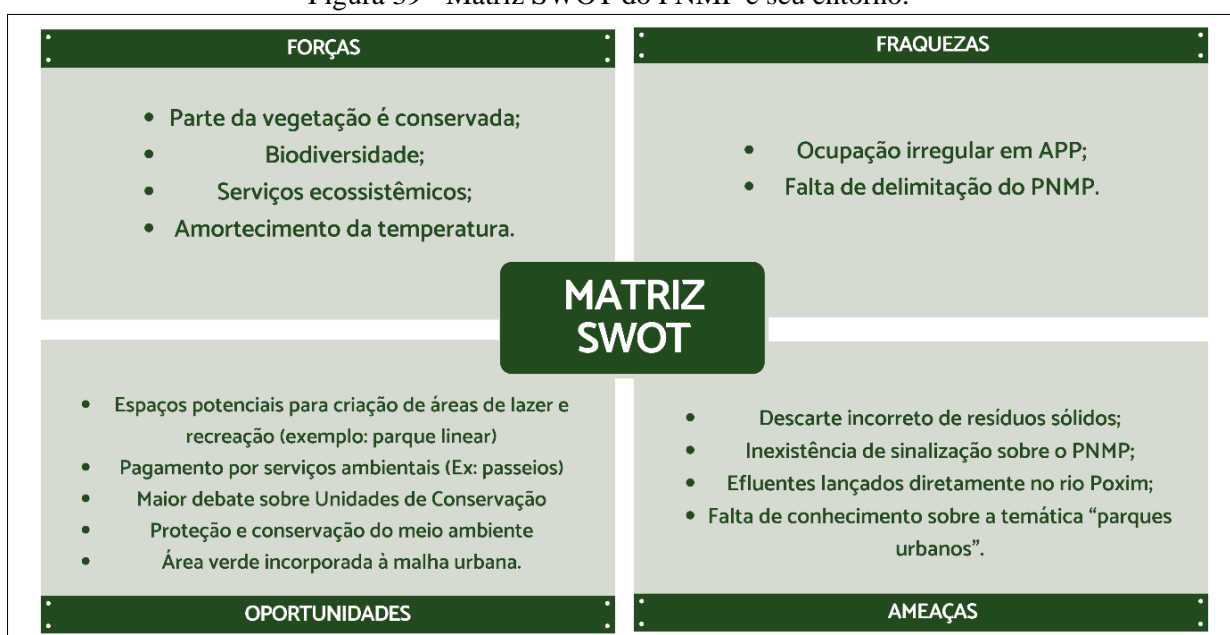 Figura 39 - Matriz SWOT do PNMP e seu entorno.
FORÇAS
• Parte da vegetação é conservada;
• Biodiversidade;
• Serviços ecossistêmicos;
• Amortecimento da temperatura.
FRAQUEZAS
• Ocupação irregular em APP;
• Falta de delimitação do PNMP.
MATRIZ
SWOT
• Espaços potenciais para criação de áreas de lazer e
recreação (exemplo: parque linear)
• Pagamento por serviços ambientais (Ex: passeios)
• Maior debate sobre Unidades de Conservação
• Proteção e conservação do meio ambiente
• Área verde incorporada à malha urbana.
OPORTUNIDADES
• Descarte incorreto de resíduos sólidos;
• Inexistência de sinalização sobre o PNMP;
• Efluentes lançados diretamente no rio Poxim;
• Falta de conhecimento sobre a temática “parques
urbanos”.
AMEAÇAS